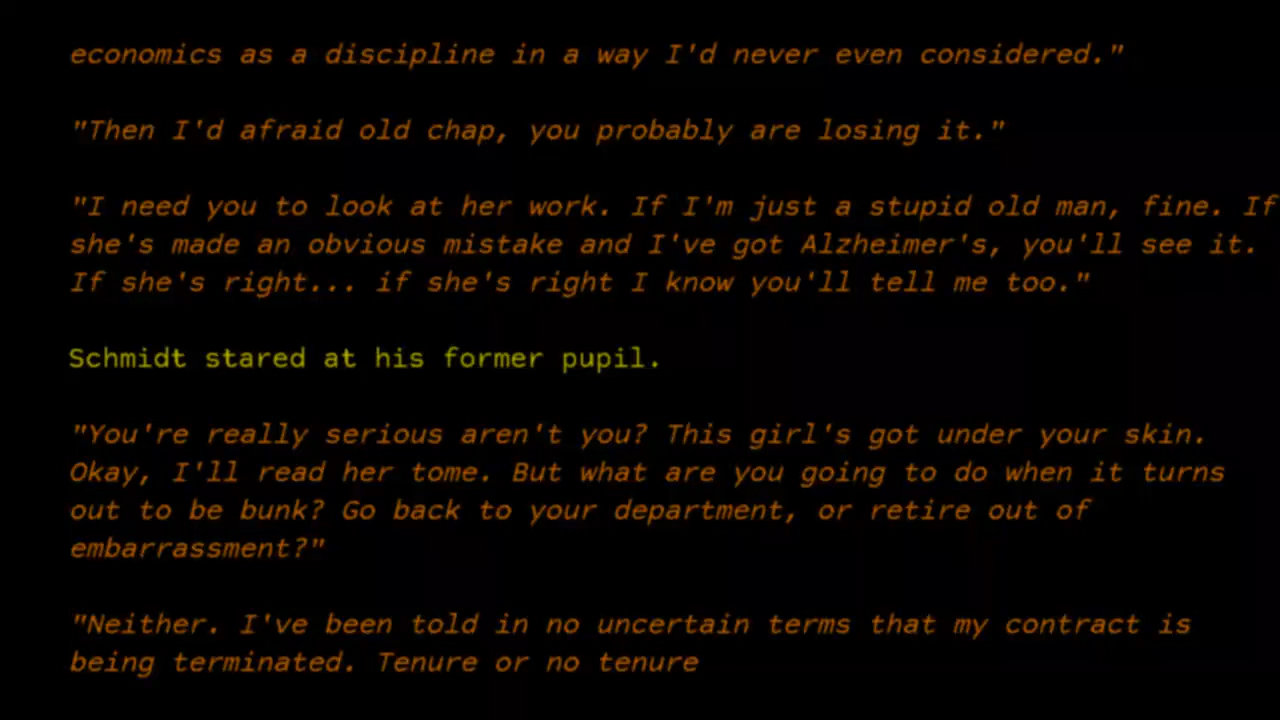 economics as a discipline in a way I'd never even considered."
"Then I'd afraid old chap, you probably are losing it."
"I need you to look at her work. If I'm just a stupid old man, fine. If
she's made an obvious mistake and I've got Alzheimer's, you'll see it.
If she's right... if she's right I know you'll tell me too."
Schmidt stared at his former pupil.
"You're really serious aren't you? This girl's got under your skin.
Okay, I'll read her tome. But what are you going to do when it turns
out to be bunk? Go back to your department, or retire out of
embarrassment?"
"Neither. I've been told in no uncertain terms that my contract is
being terminated. Tenure or no tenure